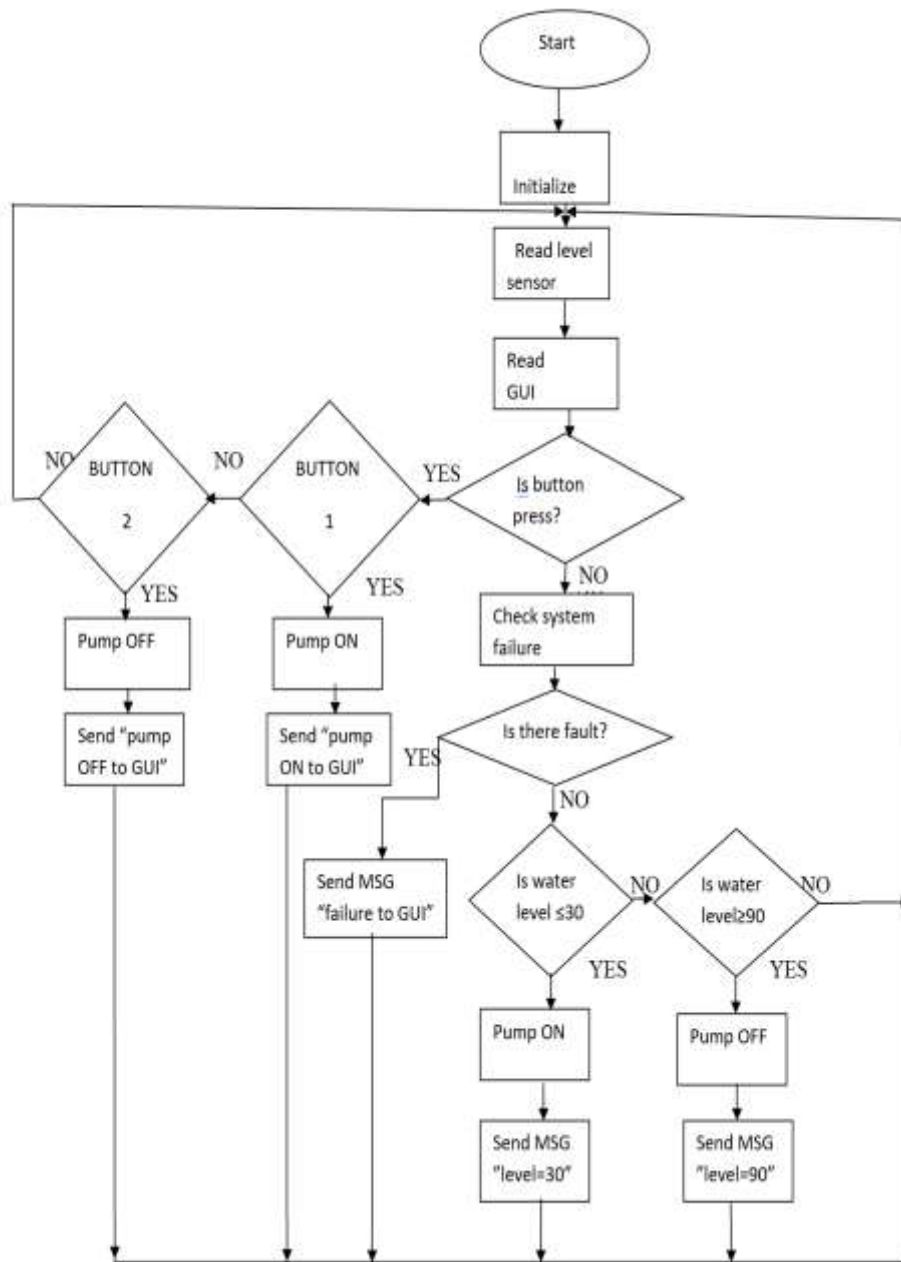 Start
Initialize
Read level
sensor
Read
GUI
Is button
press?
YES
NO
BUTTON
1
NO
YES
BUTTON
2
NO
YES
Pump OFF
Send “pump
OFF to GUI”
Pump ON
Send “pump
ON to GUI”
Check system
failure
Is there fault?
YES
NO
Send MSG
“failure to GUI”
Is water
level ≤30
NO
YES
Is water
level≥90
NO
YES
Pump ON
Send MSG
“level=30”
Pump OFF
Send MSG
“level=90”